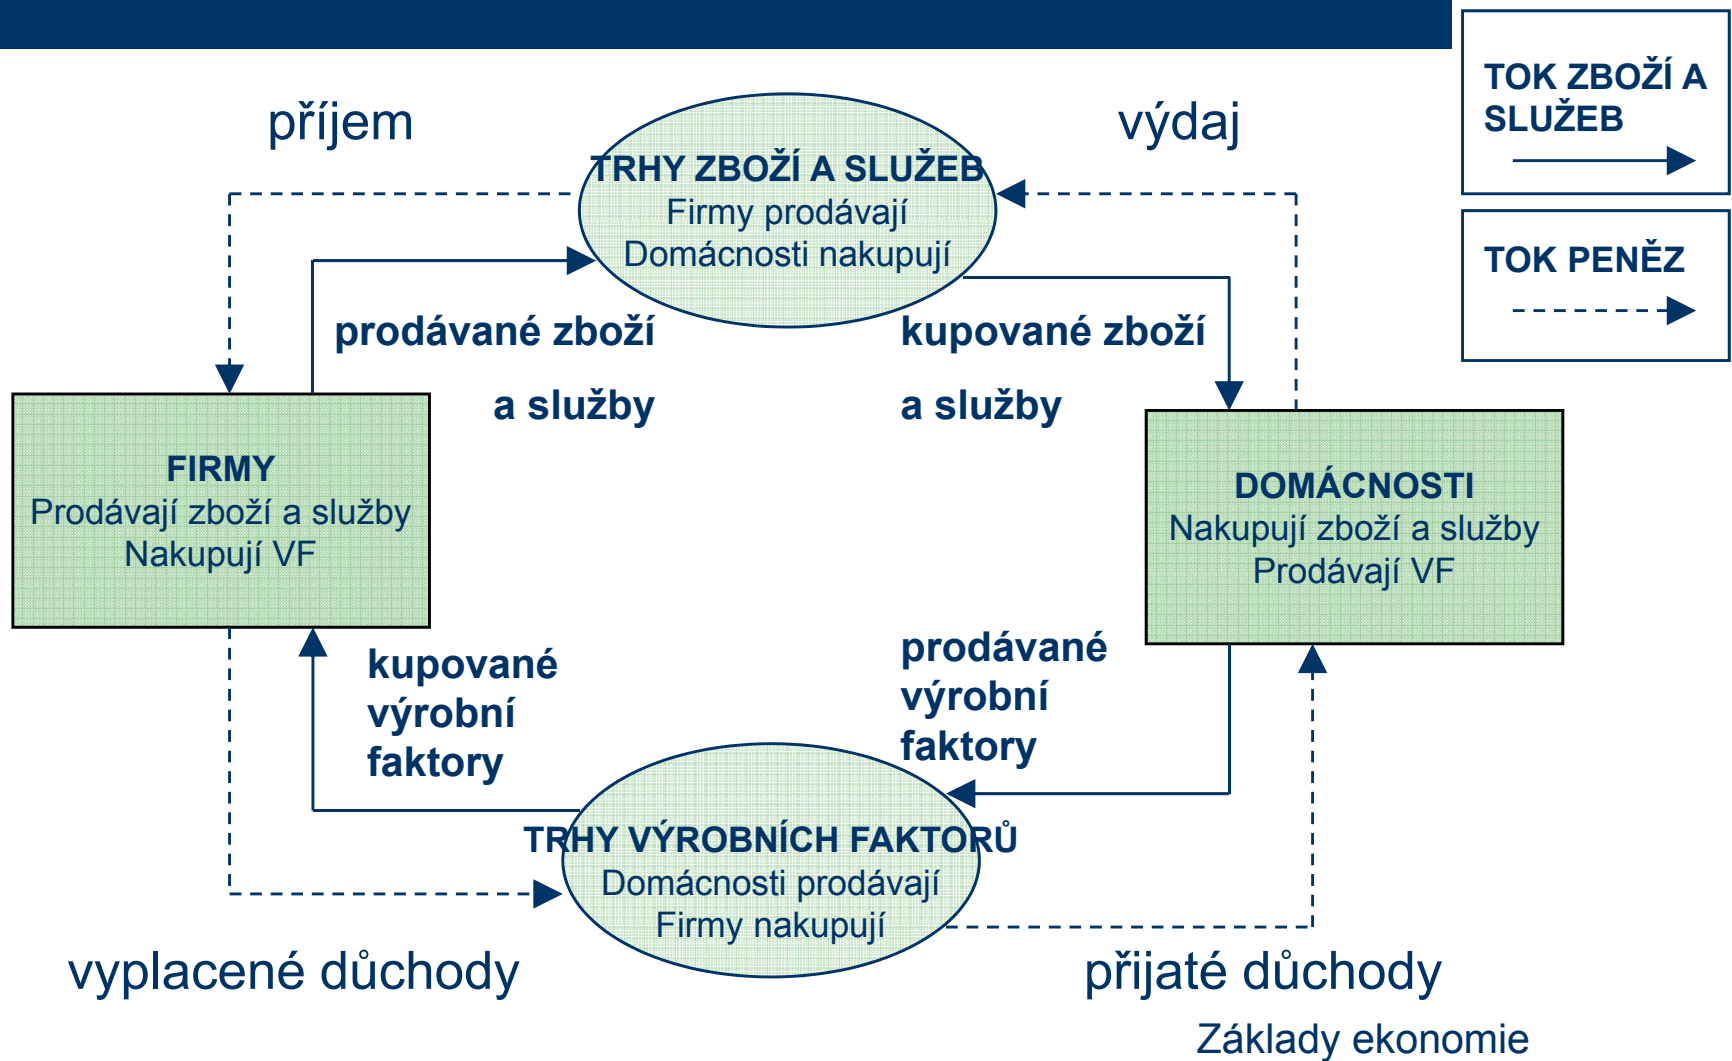 TOK ZBOŽÍ A
SLUŽEB
TOK PENĚZ
příjem
výdaj
TRHY ZBOŽÍ A SLUŽEB
Firmy prodávají
Domácnosti nakupují
prodávané zboží
a služby
kupované zboží
a služby
FIRMY
Prodávají zboží a služby
Nakupují VF
DOMÁCNOSTI
Nakupují zboží a služby
Prodávají VF
kupované
výrobní
faktory
prodávané
výrobní
faktory
TRHY VÝROBNÍCH FAKTORŮ
Domácnosti prodávají
Firmy nakupují
vyplacené důchody
přijaté důchody
Základy ekonomie